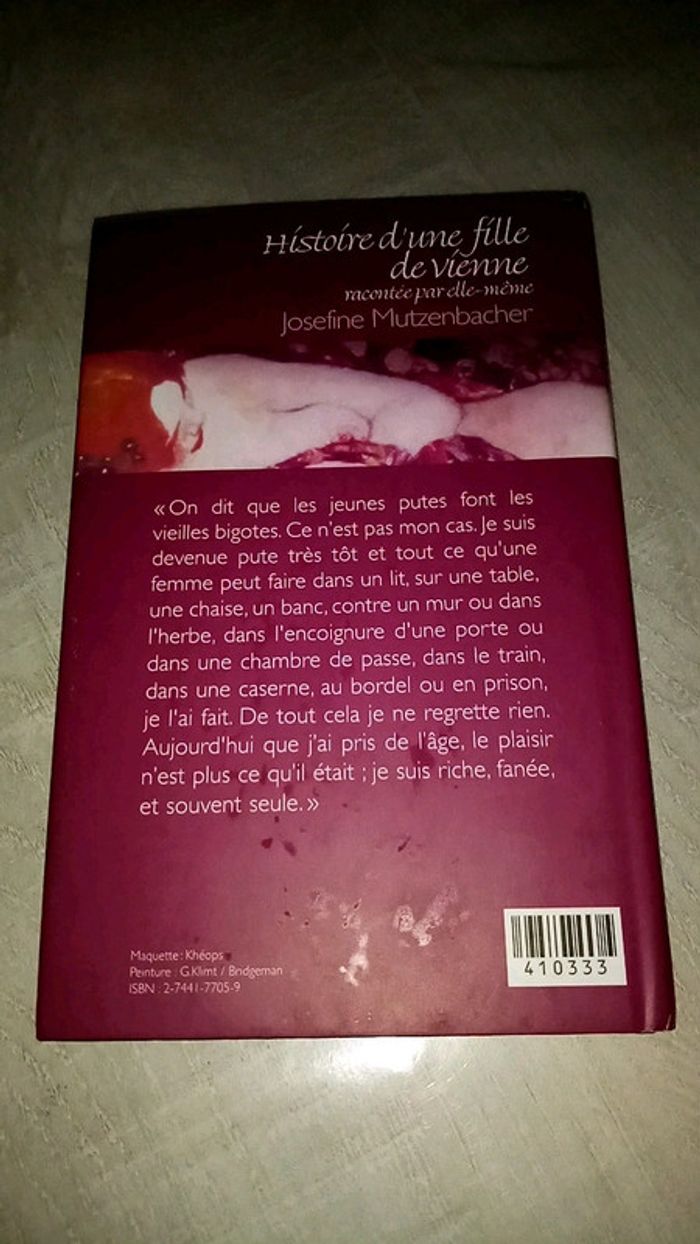 Histoire d'une fille
de vienne
racontée par elle-même
Josefine Mutzenbacher
« On dit que les jeunes putes font les
vieilles bigotes. Ce n'est pas mon cas. Je suis
devenue pute très tôt et tout ce qu'une
femme peut faire dans un lit, sur une table,
une chaise, un banc, contre un mur ou dans
l'herbe, dans l'encoignure d'une porte ou
dans une chambre de passe, dans le train,
dans une caserne, au bordel ou en prison,
je l'ai fait. De tout cela je ne regrette rien.
Aujourd'hui que j'ai pris de l'âge, le plaisir
n'est plus ce qu'il était ; je suis riche, fanée,
et souvent seule. »
Maquette : Khéops
Peinture : G.Klimt / Bridgeman
ISBN : 2-7441-7705-9
410333